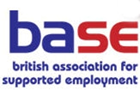 base
british association for
supported employment